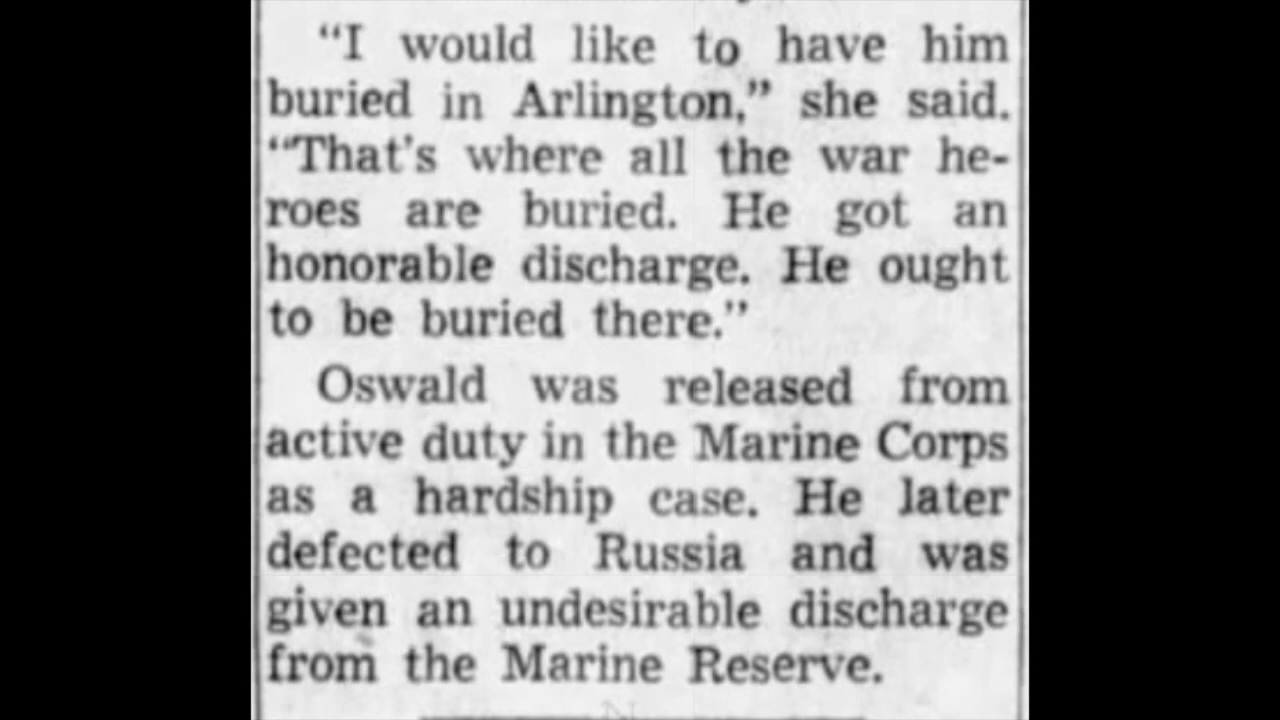 “I would like to have him
buried in Arlington,” she said.
“That's where all the war he-
roes are buried. He got an
honorable discharge. He ought
to be buried there.”
Oswald was released from
active duty in the Marine Corps
as a hardship case. He later
defected to Russia and was
given an undesirable discharge
from the Marine Reserve.